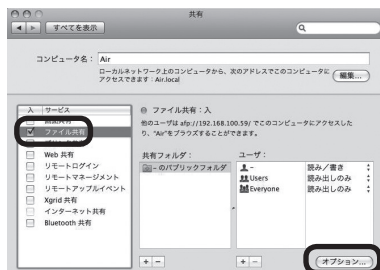 共有
すべてを表示
コンピュータ名： Air
ローカルネットワーク上のコンピュータから、次のアドレスでこのコンピュータに
アクセスできます：Air.local
編集...
入 サービス
画面共有
ファイル共有
Web 共有
リモートログイン
リモートマネージメント
リモートアップルイベント
Xgrid 共有
インターネット共有
Bluetooth 共有
ファイル共有：入
他のユーザは afp://192.168.100.59/ でこのコンピュータにアクセスした
り、"Air"をブラウズすることができます。
共有フォルダ：
– のパブリックフォルダ
ユーザ：
– 読み／書き
Users 読み出しのみ
Everyone 読み出しのみ
+ −
+ −
オプション...